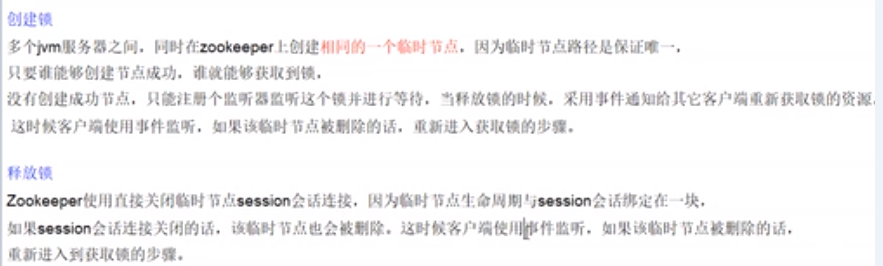 创建锁
多个jvm服务器之间，同时在zookeeper上创建相同的一个临时节点，因为临时节点路径是保证唯一，
只要谁能够创建节点成功，谁就能够获取到锁，
没有创建成功节点，只能注册个监听器监听这个锁并进行等待，当释放锁的时候，采用事件通知给其它客户端重新获取锁的资源。
这时候客户端使用事件监听，如果该临时节点被删除的话，重新进入获取锁的步骤。
释放锁
Zookeeper使用直接关闭临时节点session会话连接，因为临时节点生命周期与session会话绑定在一块，
如果session会话连接关闭的话，该临时节点也会被删除。这时候客户端使用事件监听，如果该临时节点被删除的话，
重新进入到获取锁的步骤。